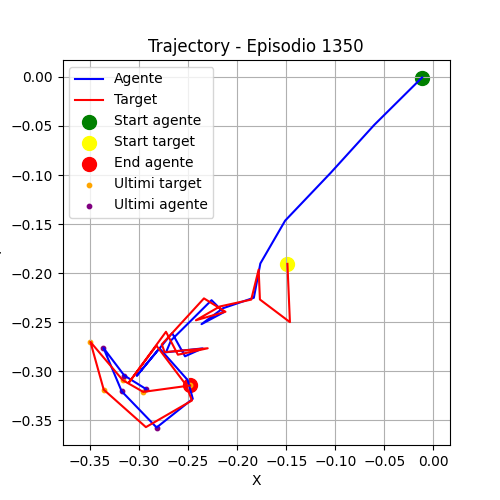 Trajectory - Episodio 1350
Agente
Target
Start agente
Start target
End agente
Ultimi target
Ultimi agente
0.00
−0.05
−0.10
−0.15
−0.20
−0.25
−0.30
−0.35
−0.35 −0.30 −0.25 −0.20 −0.15 −0.10 −0.05 0.00
X